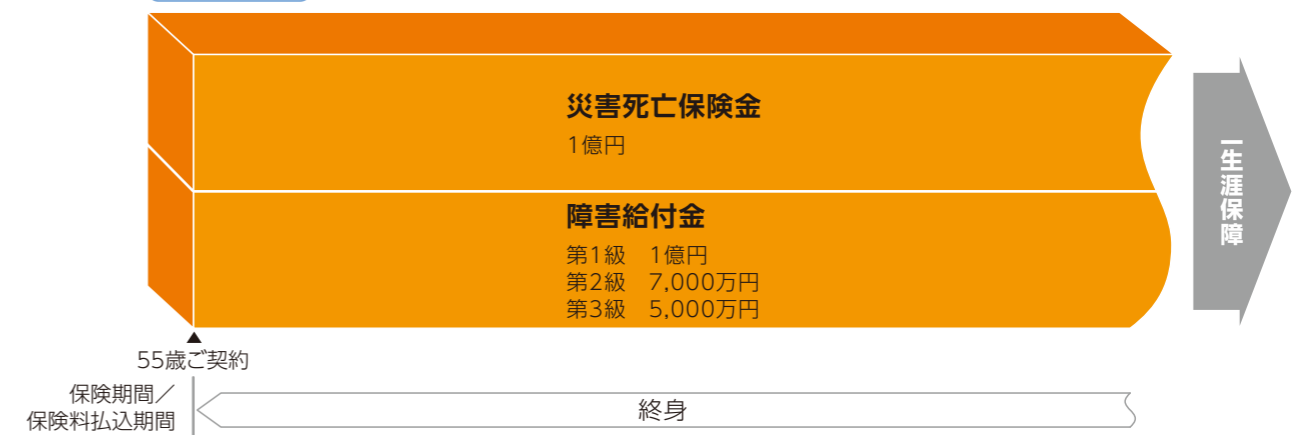 災害死亡保険金
1億円
障害給付金
第1級 1億円
第2級 7,000万円
第3級 5,000万円
一生涯保障
55歳ご契約
保険期間／
保険料払込期間
終身